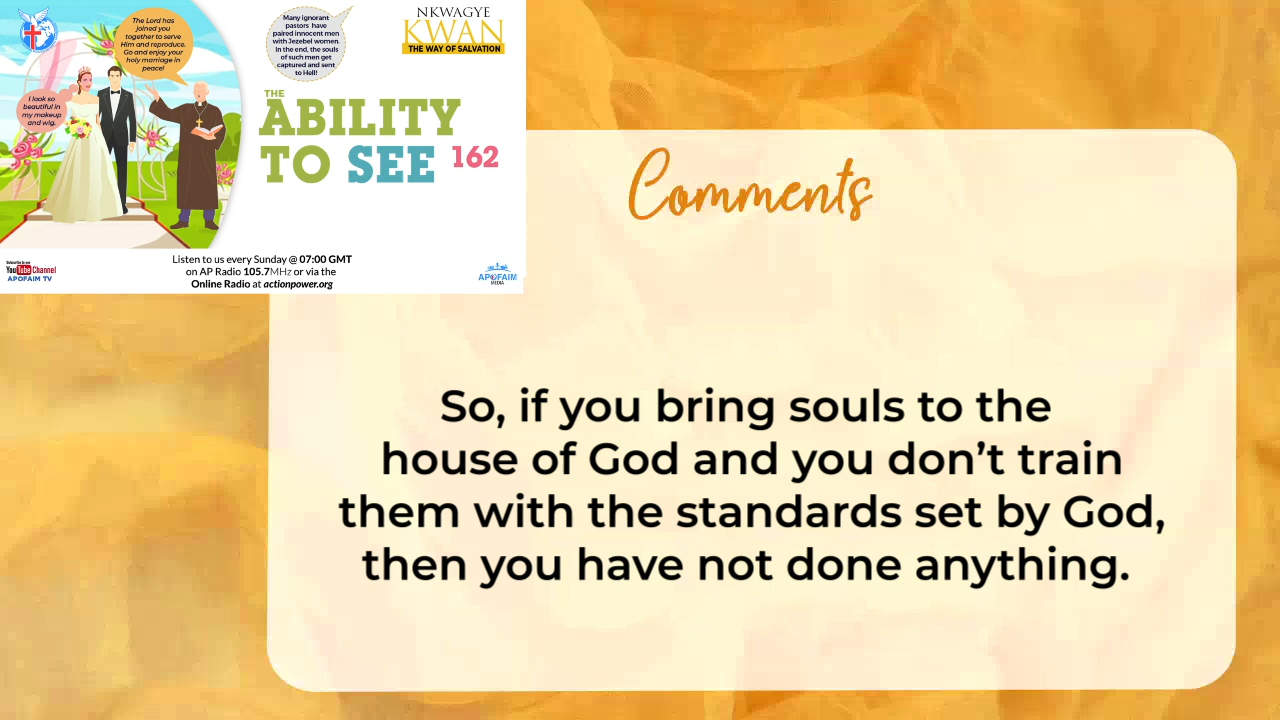 The Lord has
joined you
together to serve
Him and reproduce.
Go and enjoy your
holy marriage in
peace!
I look so
beautiful in
my makeup
and wig.
Many ignorant
pastors have
paired innocent men
with Jezebel women.
In the end, the souls
of such men get
captured and sent
to Hell!
NKWAGYE
KWAN
THE WAY OF SALVATION
THE
ABILITY
TO SEE 162
Listen to us every Sunday @ 07:00 GMT
on AP Radio 105.7MHz or via the
Online Radio at actionpower.org
Subscribe to our
YouTube Channel
APOFAIM TV
APOFAIM
MEDIA
Comments
So, if you bring souls to the
house of God and you don’t train
them with the standards set by God,
then you have not done anything.